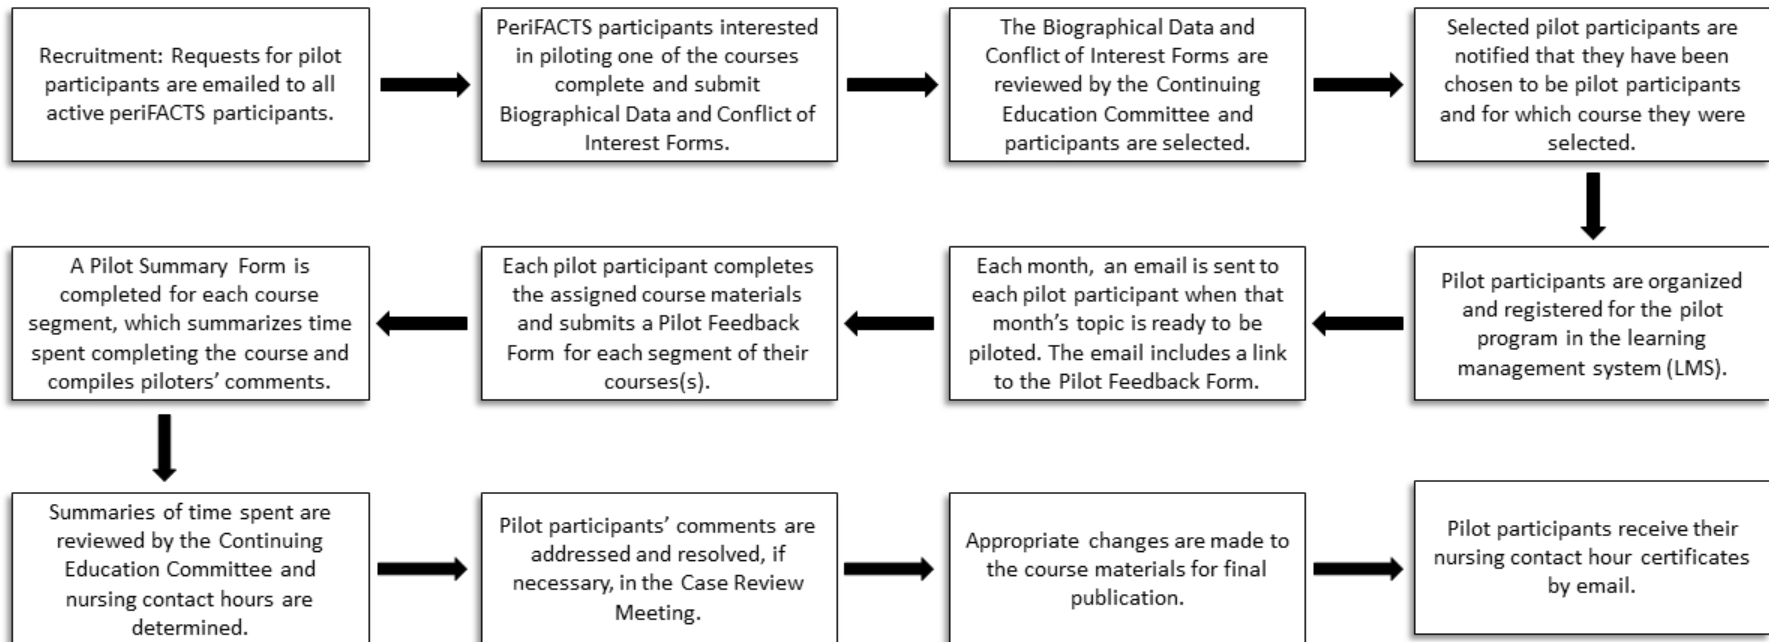 Recruitment: Requests for pilot
participants are emailed to all
active periFACTS participants.
PeriFACTS participants interested
in piloting one of the courses
complete and submit
Biographical Data and Conflict of
Interest Forms.
The Biographical Data and
Conflict of Interest Forms are
reviewed by the Continuing
Education Committee and
participants are selected.
Selected pilot participants are
notified that they have been
chosen to be pilot participants
and for which course they were
selected.
Pilot participants are organized
and registered for the pilot
program in the learning
management system (LMS).
Each month, an email is sent to
each pilot participant when that
month's topic is ready to be
piloted. The email includes a link
to the Pilot Feedback Form.
Each pilot participant completes
the assigned course materials
and submits a Pilot Feedback
Form for each segment of their
courses(s).
A Pilot Summary Form is
completed for each course
segment, which summarizes time
spent completing the course and
compiles piloters' comments.
Summaries of time spent are
reviewed by the Continuing
Education Committee and
nursing contact hours are
determined.
Pilot participants' comments are
addressed and resolved, if
necessary, in the Case Review
Meeting.
Appropriate changes are made to
the course materials for final
publication.
Pilot participants receive their
nursing contact hour certificates
by email.